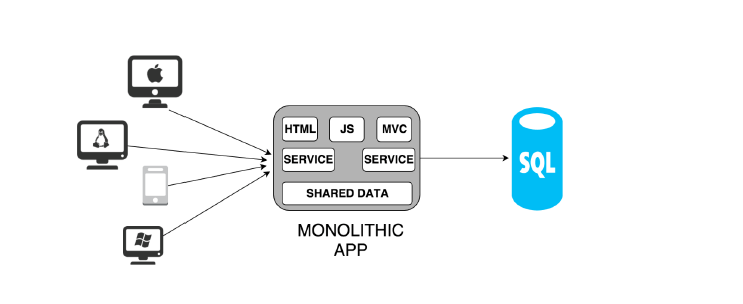 HTML
JS
MVC
SERVICE
SERVICE
SHARED DATA
MONOLITHIC
APP
SQL